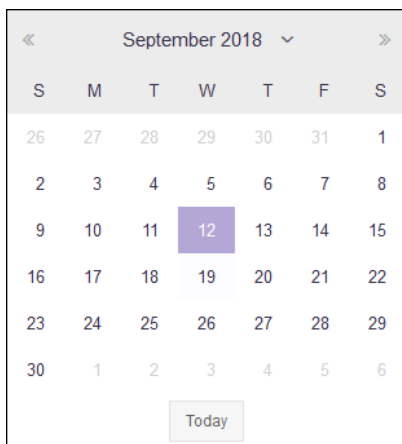 « September 2018 »
S M T W T F S
26 27 28 29 30 31 1
2 3 4 5 6 7 8
9 10 11 12 13 14 15
16 17 18 19 20 21 22
23 24 25 26 27 28 29
30 1 2 3 4 5 6
Today